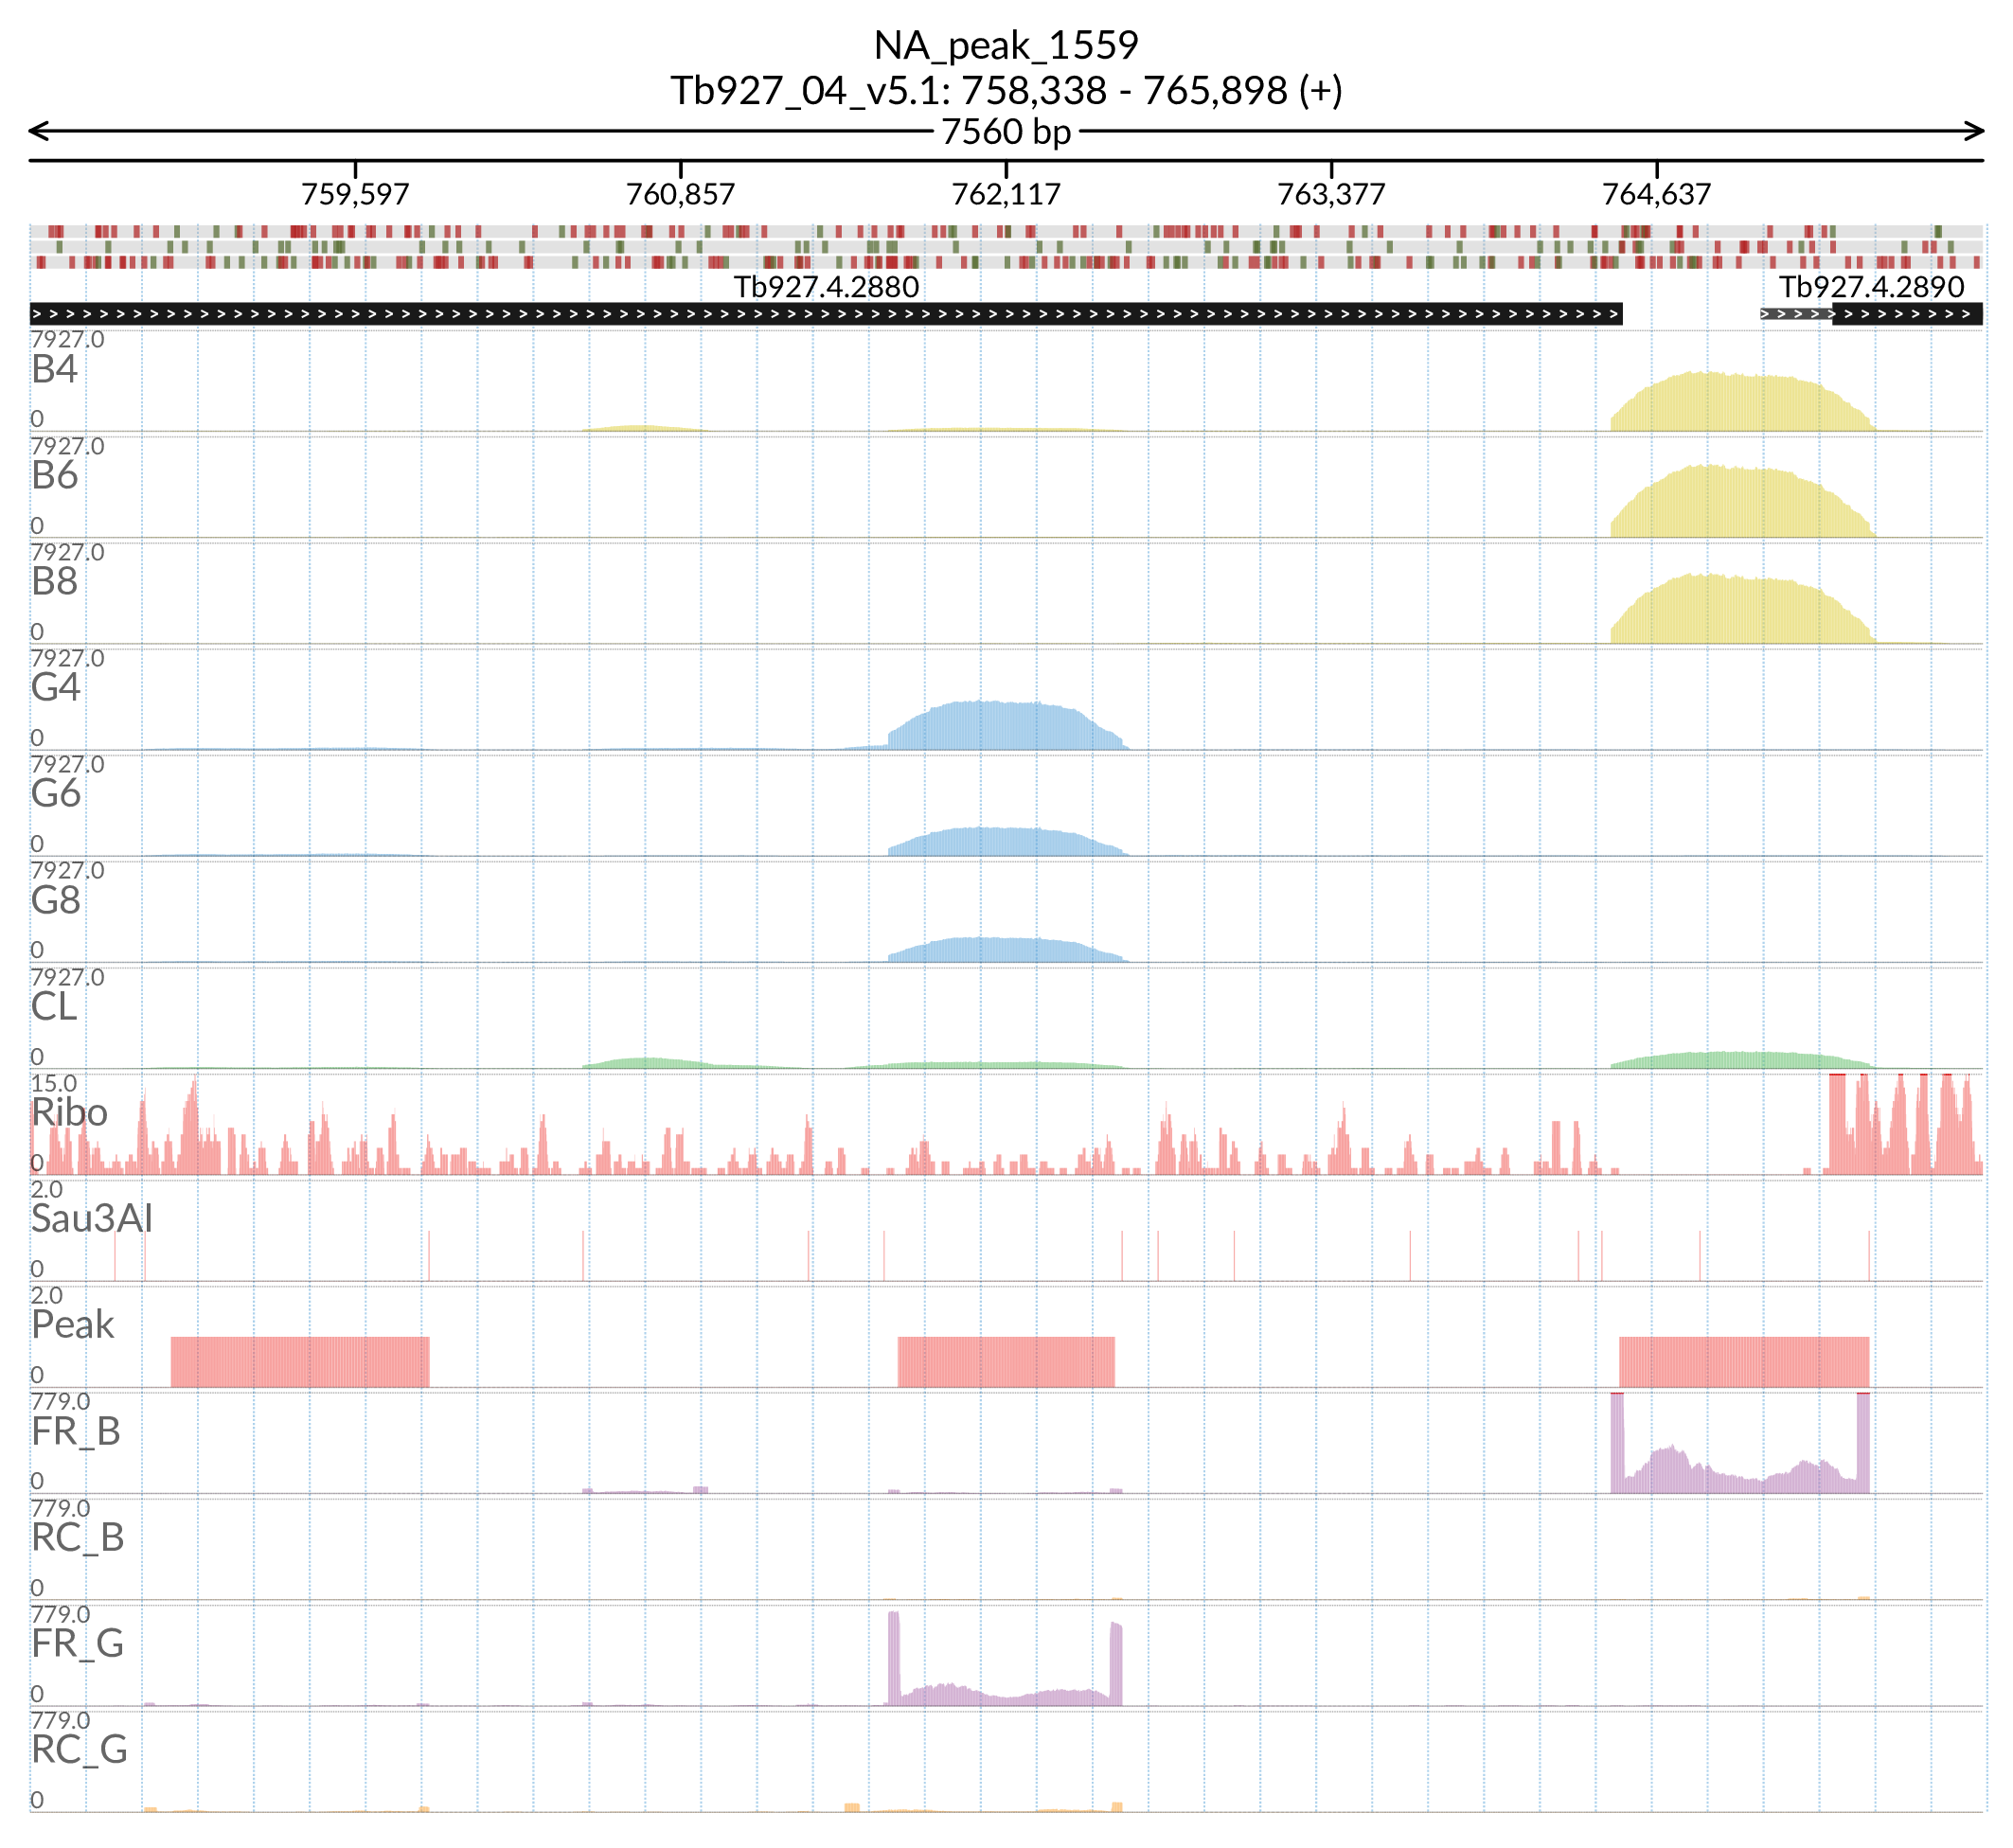 NA_peak_1559
Tb927_04_v5.1: 758,338 - 765,898 (+)
7560 bp
759,597 760,857 762,117 763,377 764,637
Tb927.4.2880 Tb927.4.2890
7927.0
B4
0
7927.0
B6
0
7927.0
B8
0
7927.0
G4
0
7927.0
G6
0
7927.0
G8
0
7927.0
CL
0
15.0
Ribo
0
2.0
Sau3AI
0
2.0
Peak
0
779.0
FR_B
0
779.0
RC_B
0
779.0
FR_G
0
779.0
RC_G
0